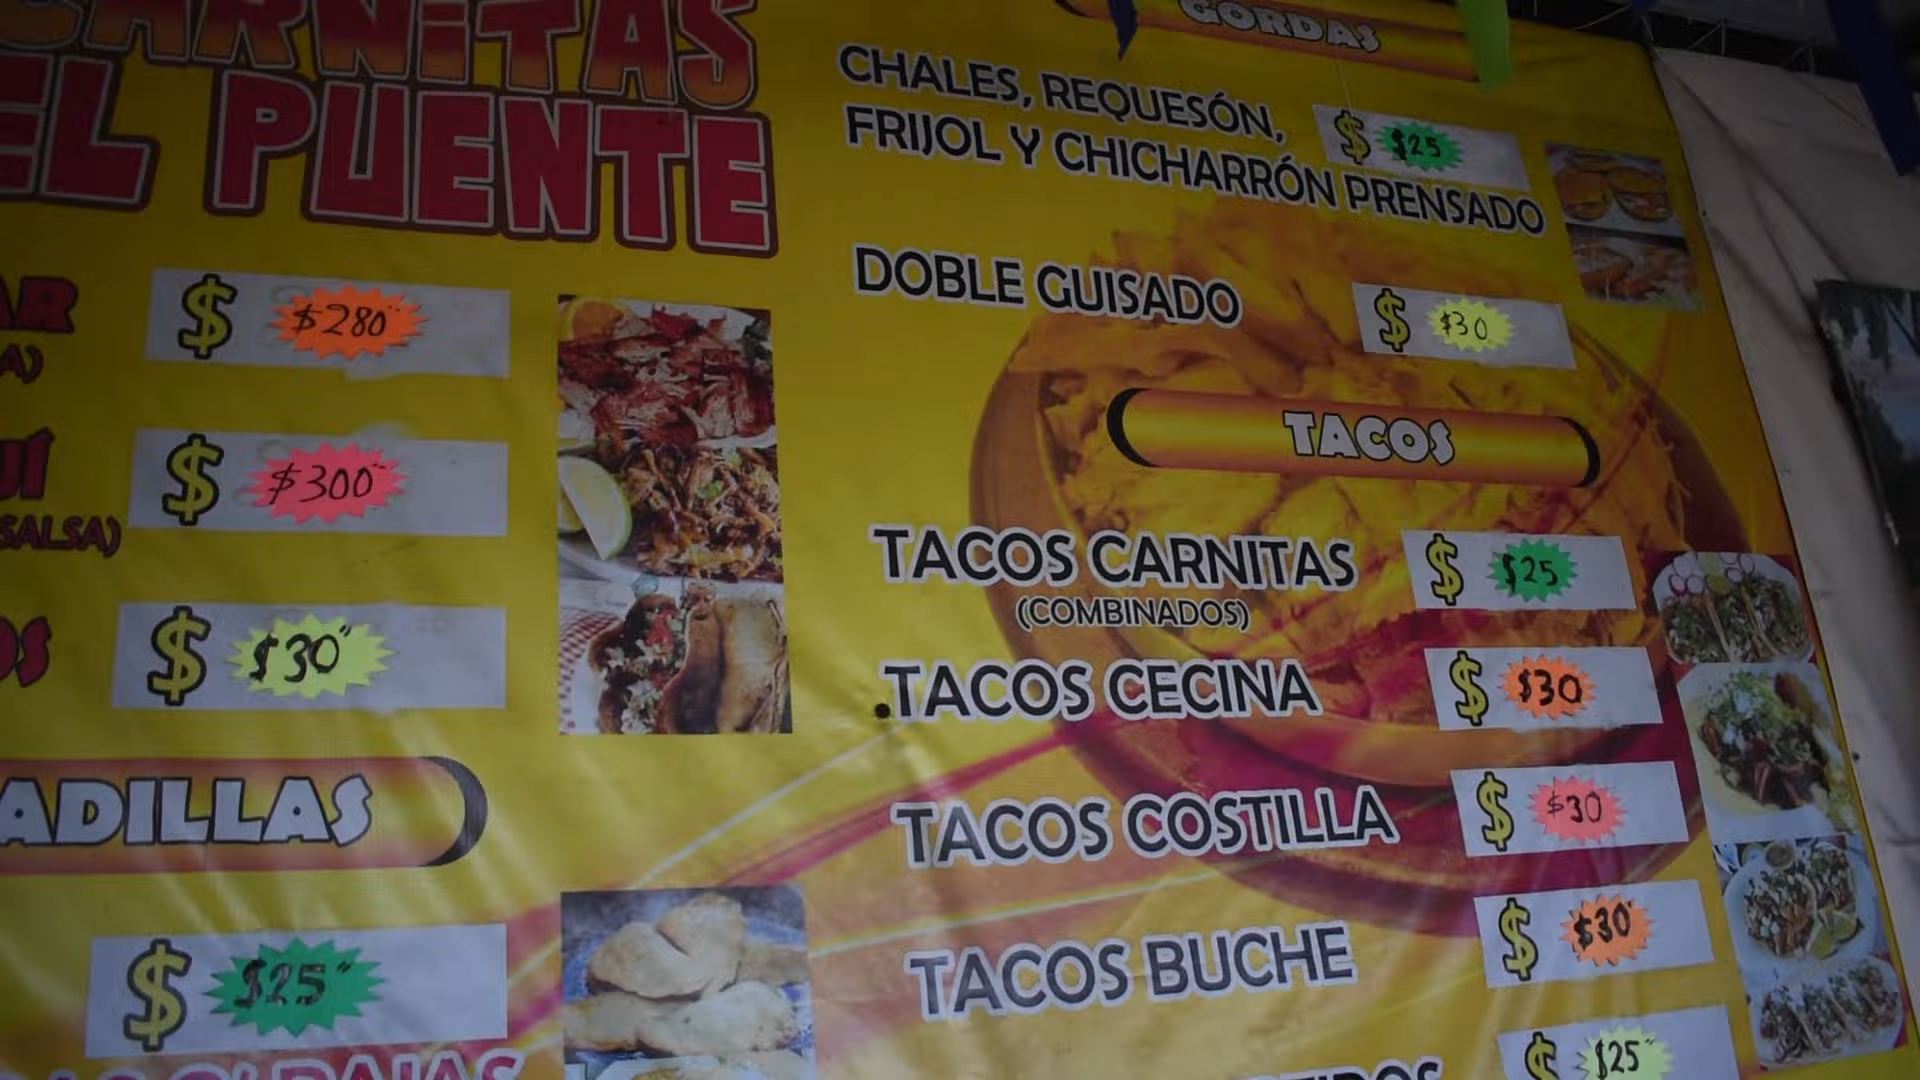 CARNITAS
EL PUENTE
$ $280
$ $300
SALSA)
$ $30
$ $25
GORDAS
CHALES, REQUESÓN,
FRIJOL Y CHICHARRÓN PRENSADO
$ $25
DOBLE GUISADO $ $30
TACOS
TACOS CARNITAS $ $25
(COMBINADOS)
TACOS CECINA $ $30
TACOS COSTILLA $ $30
TACOS BUCHE $ $30
$ $25